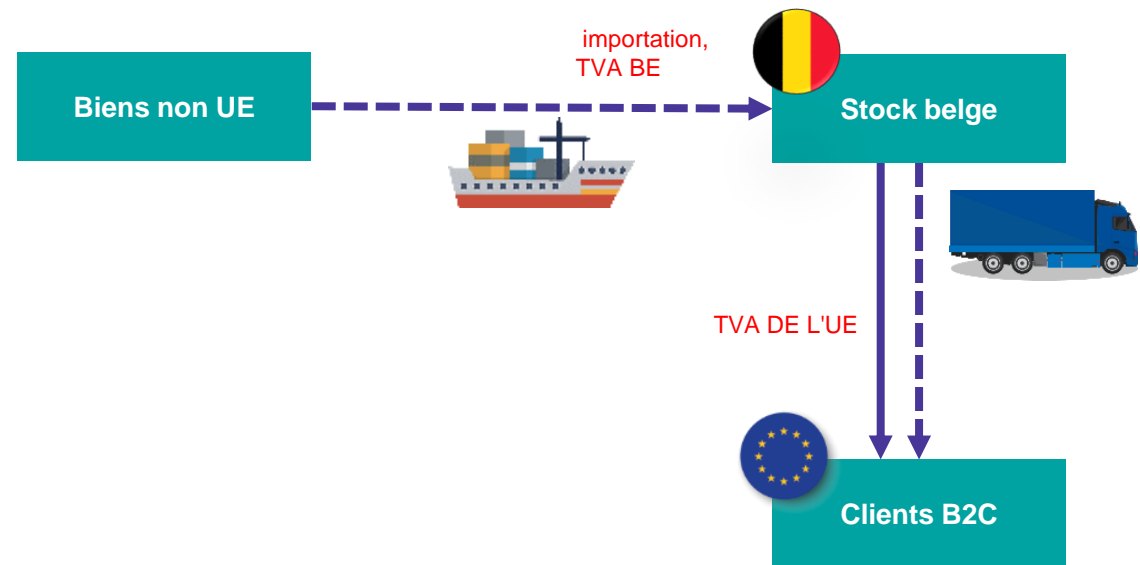 importation,
TVA BE
Biens non UE
Stock belge
TVA DE L'UE
Clients B2C